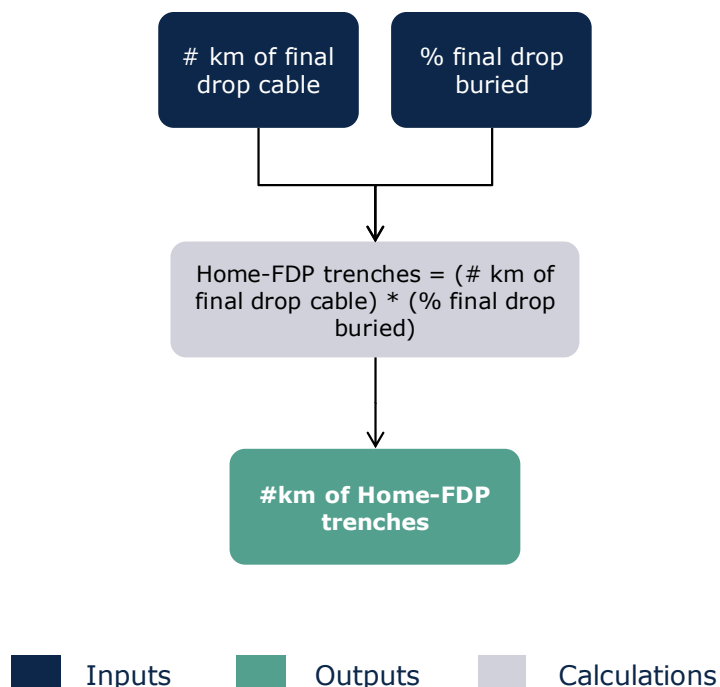 # km of final
drop cable
% final drop
buried
Home-FDP trenches = (# km of
final drop cable) * (% final drop
buried)
#km of Home-FDP
trenches
Inputs
Outputs
Calculations